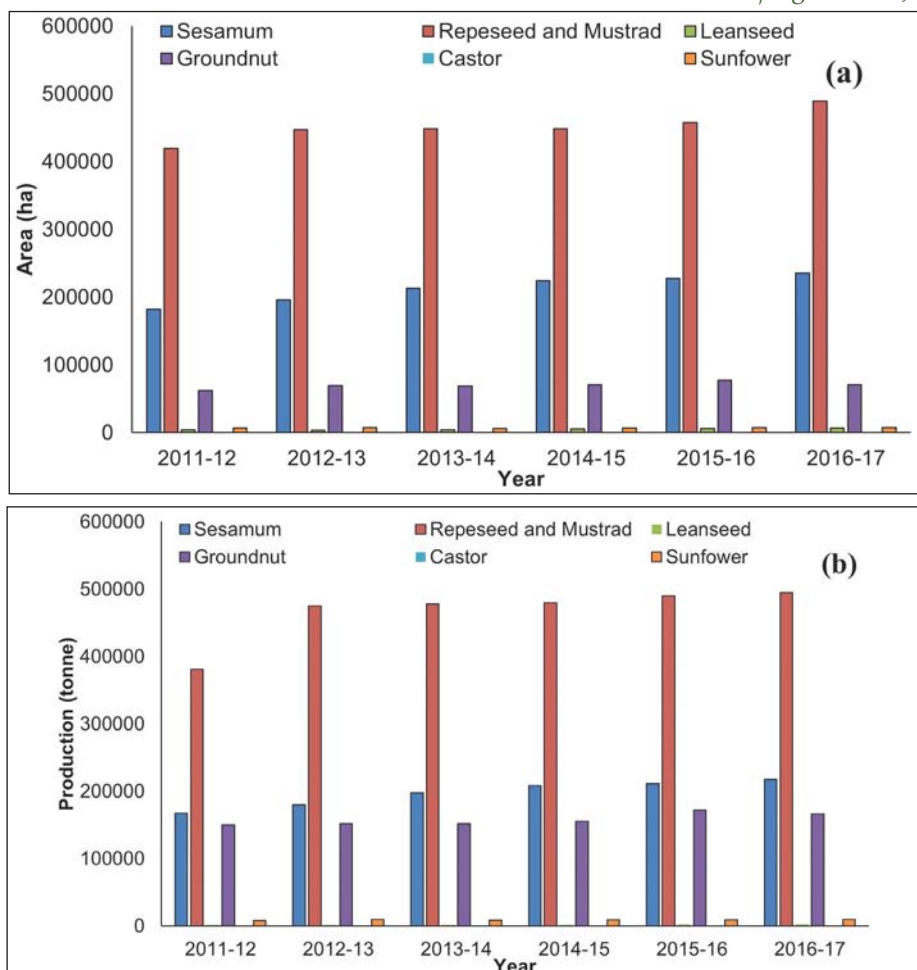 600000
Sesamum Repeseed and Mustrad Leanseed
Groundnut Castor Sunfower
(a)
500000
400000
300000
200000
100000
0
Area (ha)
2011-12 2012-13 2013-14 2014-15 2015-16 2016-17
Year
600000
Sesamum Repeseed and Mustrad Leanseed
Groundnut Castor Sunfower
(b)
500000
400000
300000
200000
100000
0
Production (tonne)
2011-12 2012-13 2013-14 2014-15 2015-16 2016-17
Year